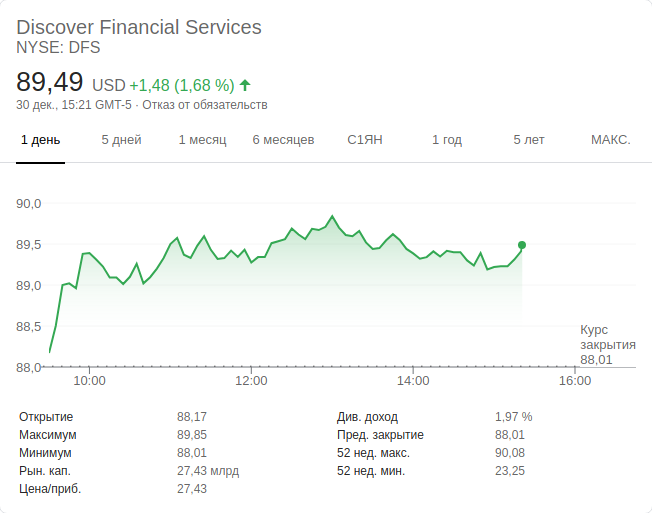 Discover Financial Services
NYSE: DFS
89,49 USD +1,48 (1,68 %)
30 дек., 15:21 GMT-5 · Отказ от обязательств
1 день 5 дней 1 месяц 6 месяцев С1ЯН 1 год 5 лет МАКС.
90,0
89,5
89,0
88,5
88,0
Курс
закрытия
88,01
10:00 12:00 14:00 16:00
Открытие 88,17 Див. доход 1,97 %
Максимум 89,85 Пред. закрытие 88,01
Минимум 88,01 52 нед. макс. 90,08
Рын. кап. 27,43 млрд 52 нед. мин. 23,25
Цена/приб. 27,43